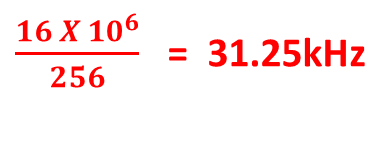 16 X 10⁶
256
= 31.25kHz